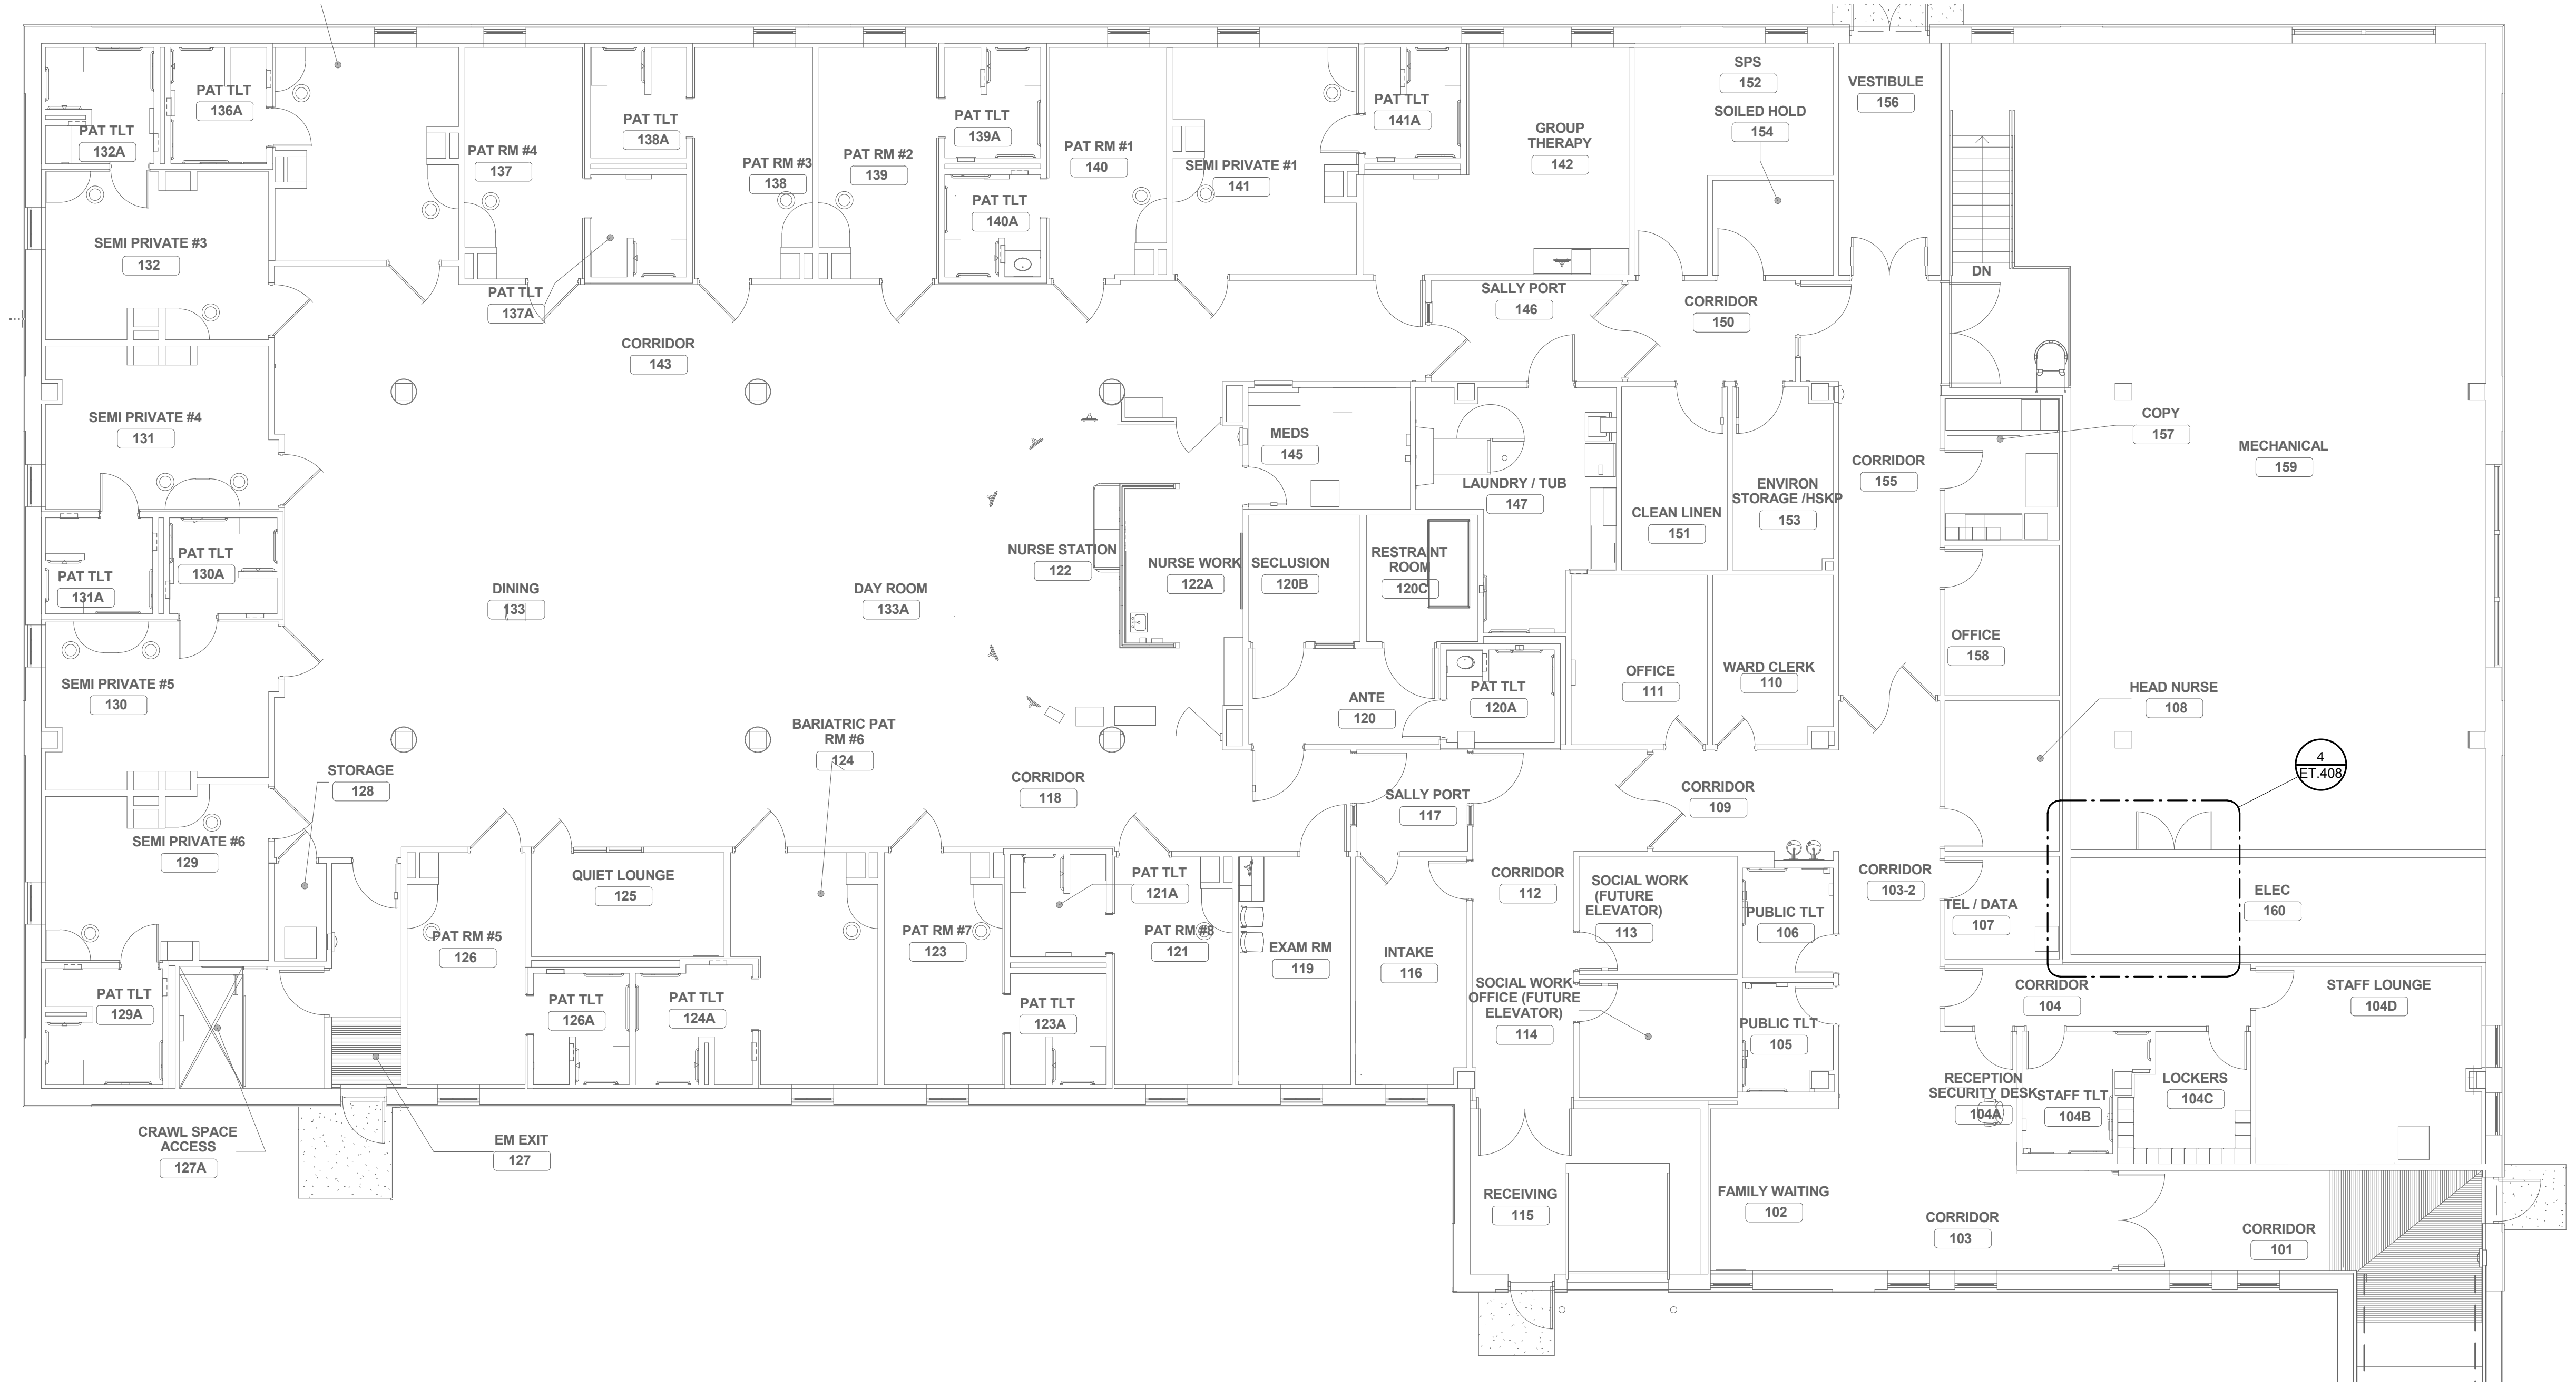 PAT TLT
136A
PAT TLT
132A
PAT RM #4
137
PAT TLT
138A
PAT RM #3
138
PAT RM #2
139
PAT TLT
139A
PAT RM #1
140
PAT TLT
140A
SEMI PRIVATE #1
141
PAT TLT
141A
GROUP
THERAPY
142
SPS
152
SOILED HOLD
154
VESTIBULE
156
SEMI PRIVATE #3
132
PAT TLT
137A
CORRIDOR
143
SALLY PORT
146
CORRIDOR
150
DN
SEMI PRIVATE #4
131
MEDS
145
LAUNDRY / TUB
147
CLEAN LINEN
151
ENVIRON
STORAGE /HSKP
153
CORRIDOR
155
COPY
157
MECHANICAL
159
PAT TLT
131A
PAT TLT
130A
DINING
133
DAY ROOM
133A
NURSE STATION
122
NURSE WORK
122A
SECLUSION
120B
RESTRAINT
ROOM
120C
OFFICE
158
SEMI PRIVATE #5
130
ANTE
120
PAT TLT
120A
OFFICE
111
WARD CLERK
110
HEAD NURSE
108
4
ET.408
STORAGE
128
BARIATRIC PAT
RM #6
124
CORRIDOR
118
SALLY PORT
117
CORRIDOR
109
SEMI PRIVATE #6
129
QUIET LOUNGE
125
PAT RM #5
126
PAT RM #7
123
PAT TLT
121A
PAT RM #8
121
EXAM RM
119
INTAKE
116
CORRIDOR
112
SOCIAL WORK
(FUTURE
ELEVATOR)
113
PUBLIC TLT
106
CORRIDOR
103-2
TEL / DATA
107
ELEC
160
PAT TLT
129A
PAT TLT
126A
PAT TLT
124A
PAT TLT
123A
SOCIAL WORK
OFFICE (FUTURE
ELEVATOR)
114
PUBLIC TLT
105
CORRIDOR
104
STAFF LOUNGE
104D
RECEPTION
SECURITY DESK
104A
STAFF TLT
104B
LOCKERS
104C
CRAWL SPACE
ACCESS
127A
EM EXIT
127
RECEIVING
115
FAMILY WAITING
102
CORRIDOR
103
CORRIDOR
101